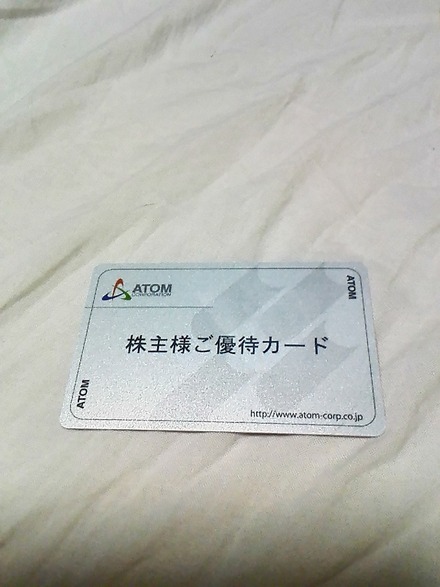 ATOM
CORPORATION
ATOM
株主様ご優待カード
ATOM
http://www.atom-corp.co.jp